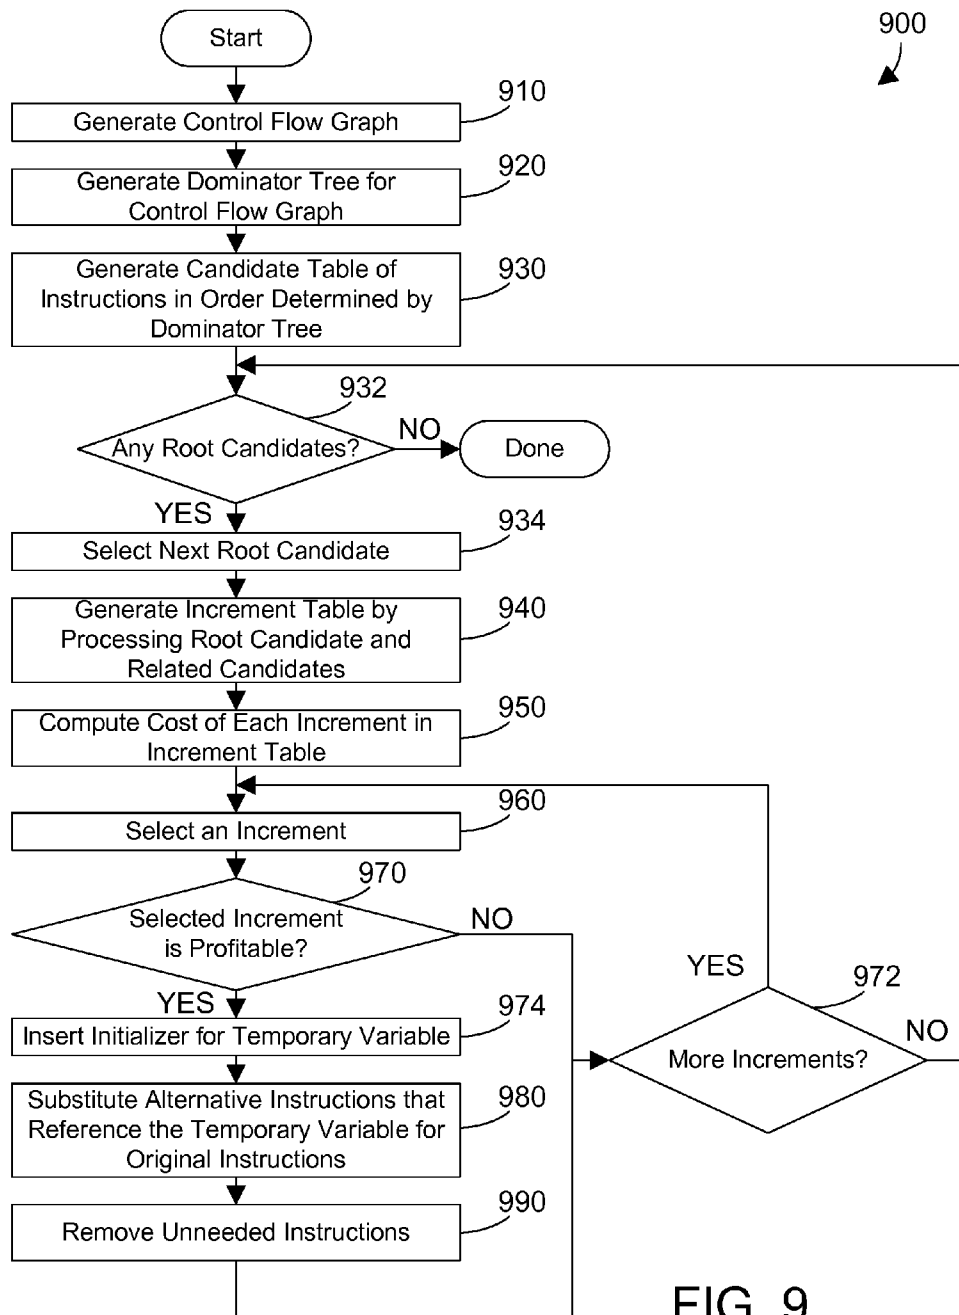 Start
900
910
Generate Control Flow Graph
920
Generate Dominator Tree for
Control Flow Graph
930
Generate Candidate Table of
Instructions in Order Determined by
Dominator Tree
932
Any Root Candidates?
NO
Done
YES
934
Select Next Root Candidate
940
Generate Increment Table by
Processing Root Candidate and
Related Candidates
950
Compute Cost of Each Increment in
Increment Table
960
Select an Increment
970
Selected Increment
is Profitable?
NO
YES
972
More Increments?
NO
YES
974
Insert Initializer for Temporary Variable
980
Substitute Alternative Instructions that
Reference the Temporary Variable for
Original Instructions
990
Remove Unneeded Instructions
FIG. 9